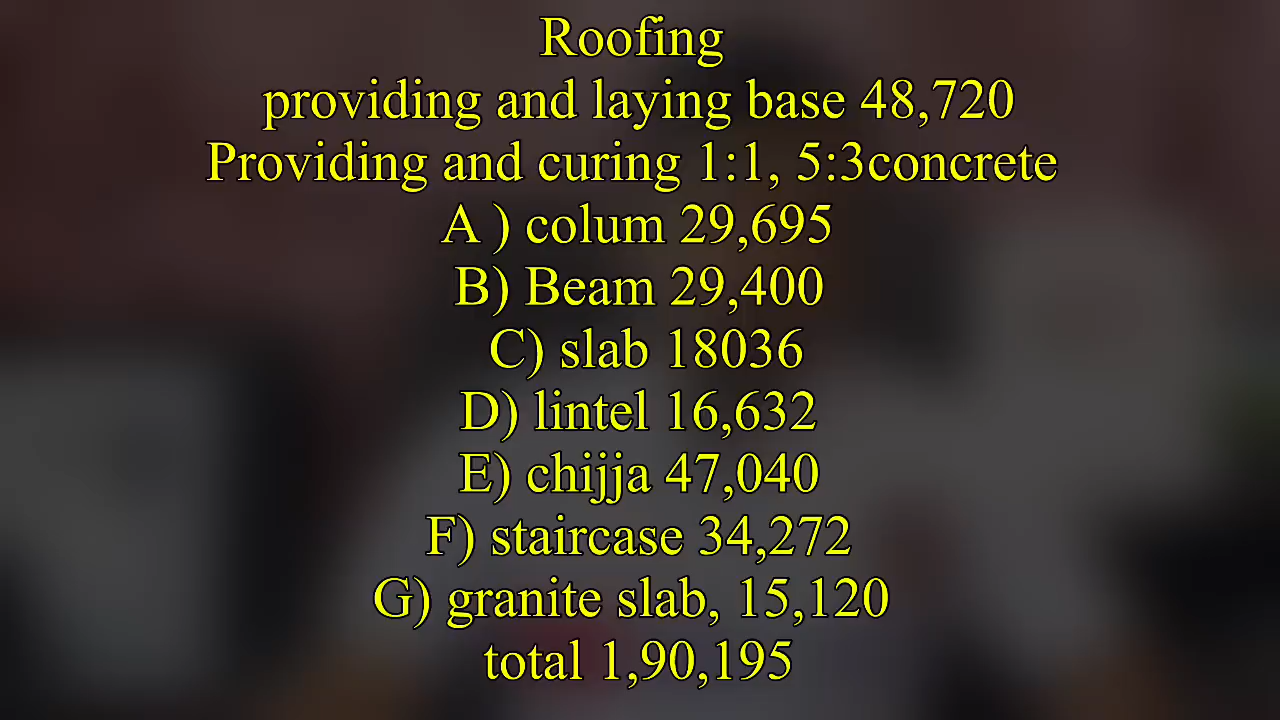 Roofing
providing and laying base 48,720
Providing and curing 1:1, 5:3concrete
A ) colum 29,695
B) Beam 29,400
C) slab 18036
D) lintel 16,632
E) chijja 47,040
F) staircase 34,272
G) granite slab, 15,120
total 1,90,195